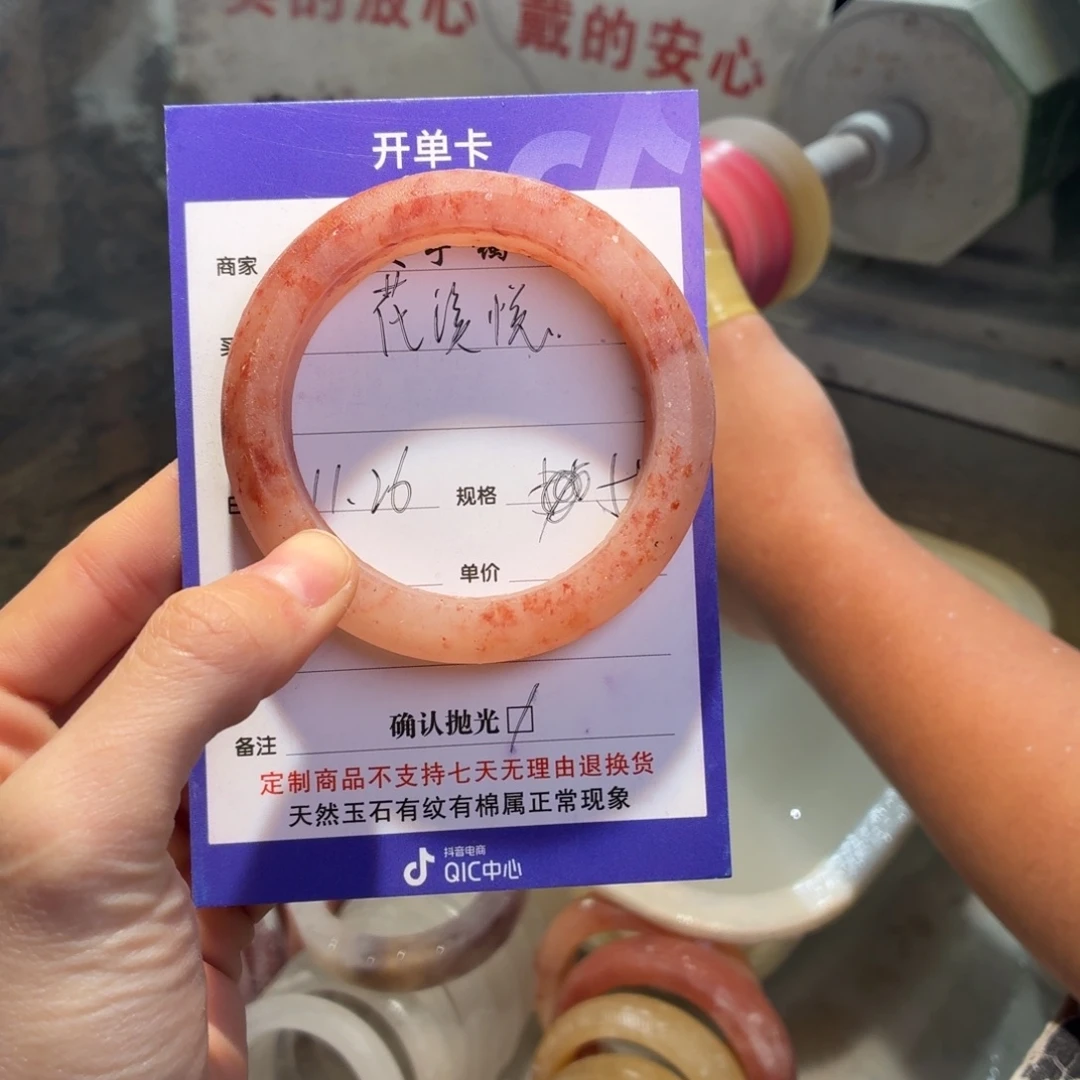 的放心 戴的安心
开单卡
商家
花溪悦
11.26 规格
单价
确认抛光
备注
定制商品不支持七天无理由退换货
天然玉石有纹有棉属正常现象
抖音电商
QIC中心